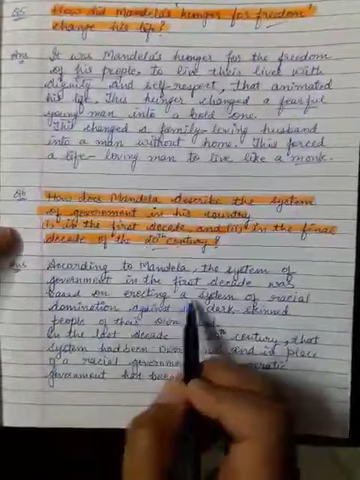 Q5 How did Mandela's 'hunger for freedom'
change his life?
Ans It was Mandela's hunger for the freedom
of his people to live their lives with
dignity and self-respect, that animated
his life. This hunger changed a fearful
young man into a bold one.
This changed a family-loving husband
into a man without home. This forced
a life-loving man to live like a monk.
Q6 How does Mandela describe the system
of government in his country
(i) in the first decade and (ii) in the final
decade of the 20th century?
Ans According to Mandela, the system of
government in the first decade was
based on erecting a system of racial
domination against dark skinned
people of their own
In the last decade century, that
system had been and in place
of a racial
government had